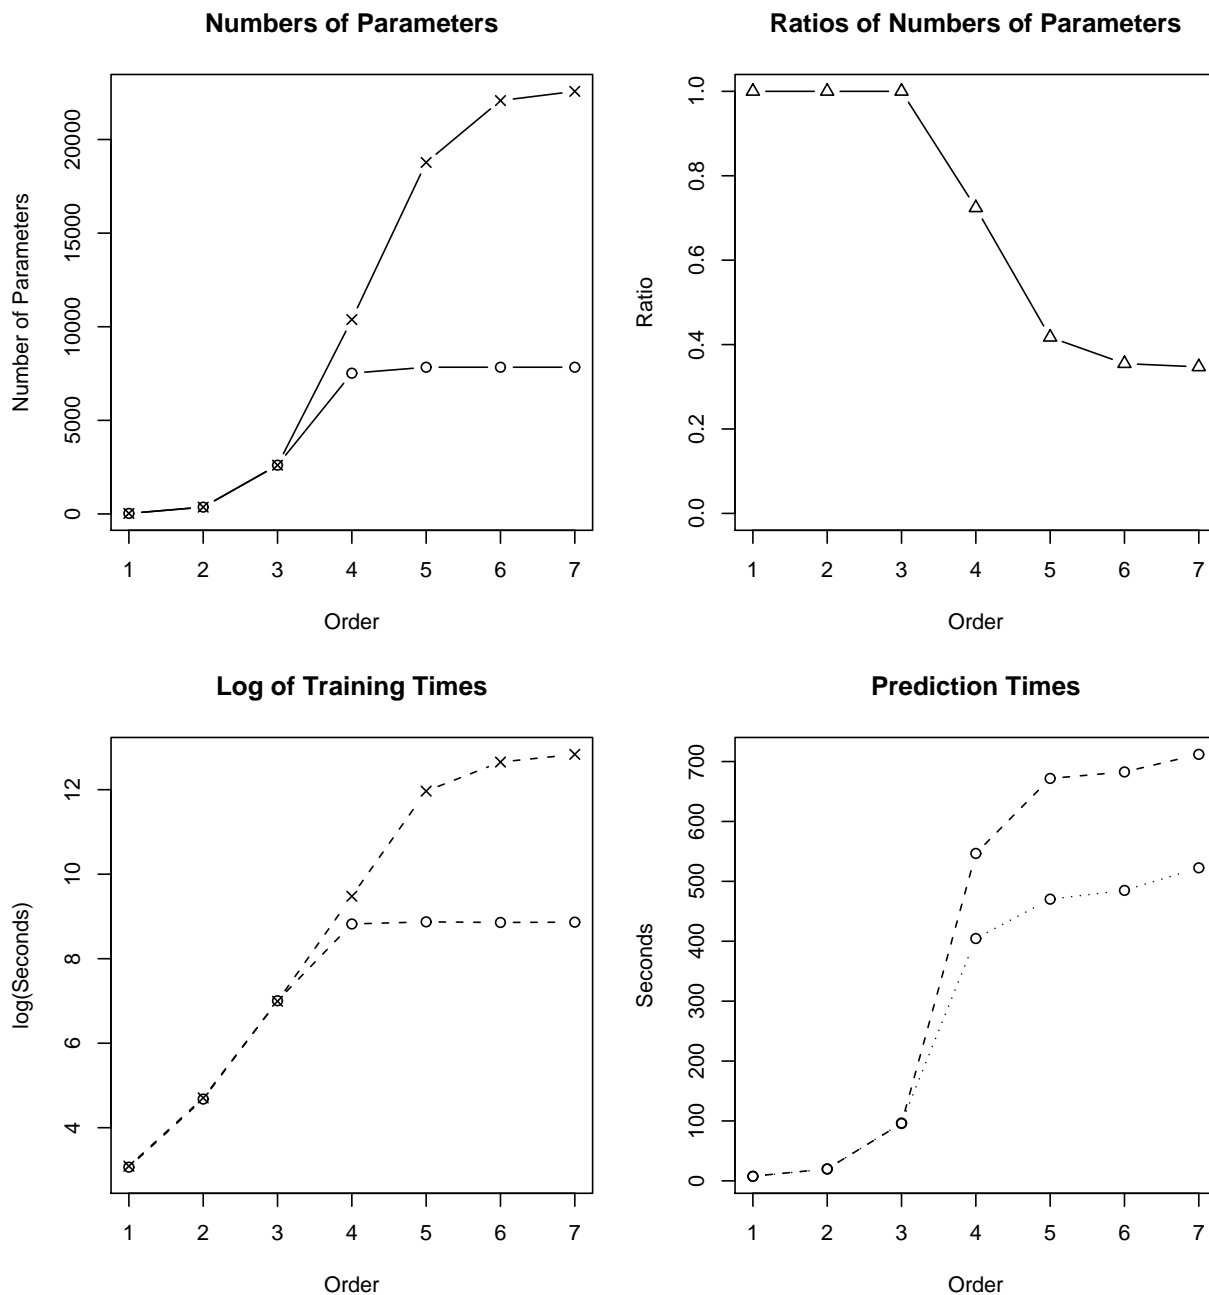 Numbers of Parameters
Number of Parameters
20000
15000
10000
5000
0
1 2 3 4 5 6 7
Order
Ratios of Numbers of Parameters
Ratio
1.0
0.8
0.6
0.4
0.2
0.0
1 2 3 4 5 6 7
Order
Log of Training Times
log(Seconds)
12
10
8
6
4
1 2 3 4 5 6 7
Order
Prediction Times
Seconds
700
600
500
400
300
200
100
0
1 2 3 4 5 6 7
Order